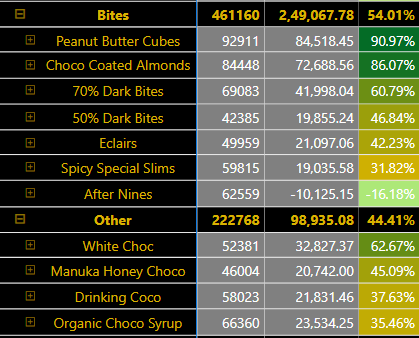 Bites 461160 2,49,067.78 54.01%
Peanut Butter Cubes 92911 84,518.45 90.97%
Choco Coated Almonds 84448 72,688.56 86.07%
70% Dark Bites 69083 41,998.04 60.79%
50% Dark Bites 42385 19,855.24 46.84%
Eclairs 49959 21,097.06 42.23%
Spicy Special Slims 59815 19,035.58 31.82%
After Nines 62559 -10,125.15 -16.18%
Other 222768 98,935.08 44.41%
White Choc 52381 32,827.37 62.67%
Manuka Honey Choco 46004 20,742.00 45.09%
Drinking Coco 58023 21,831.46 37.63%
Organic Choco Syrup 66360 23,534.25 35.46%